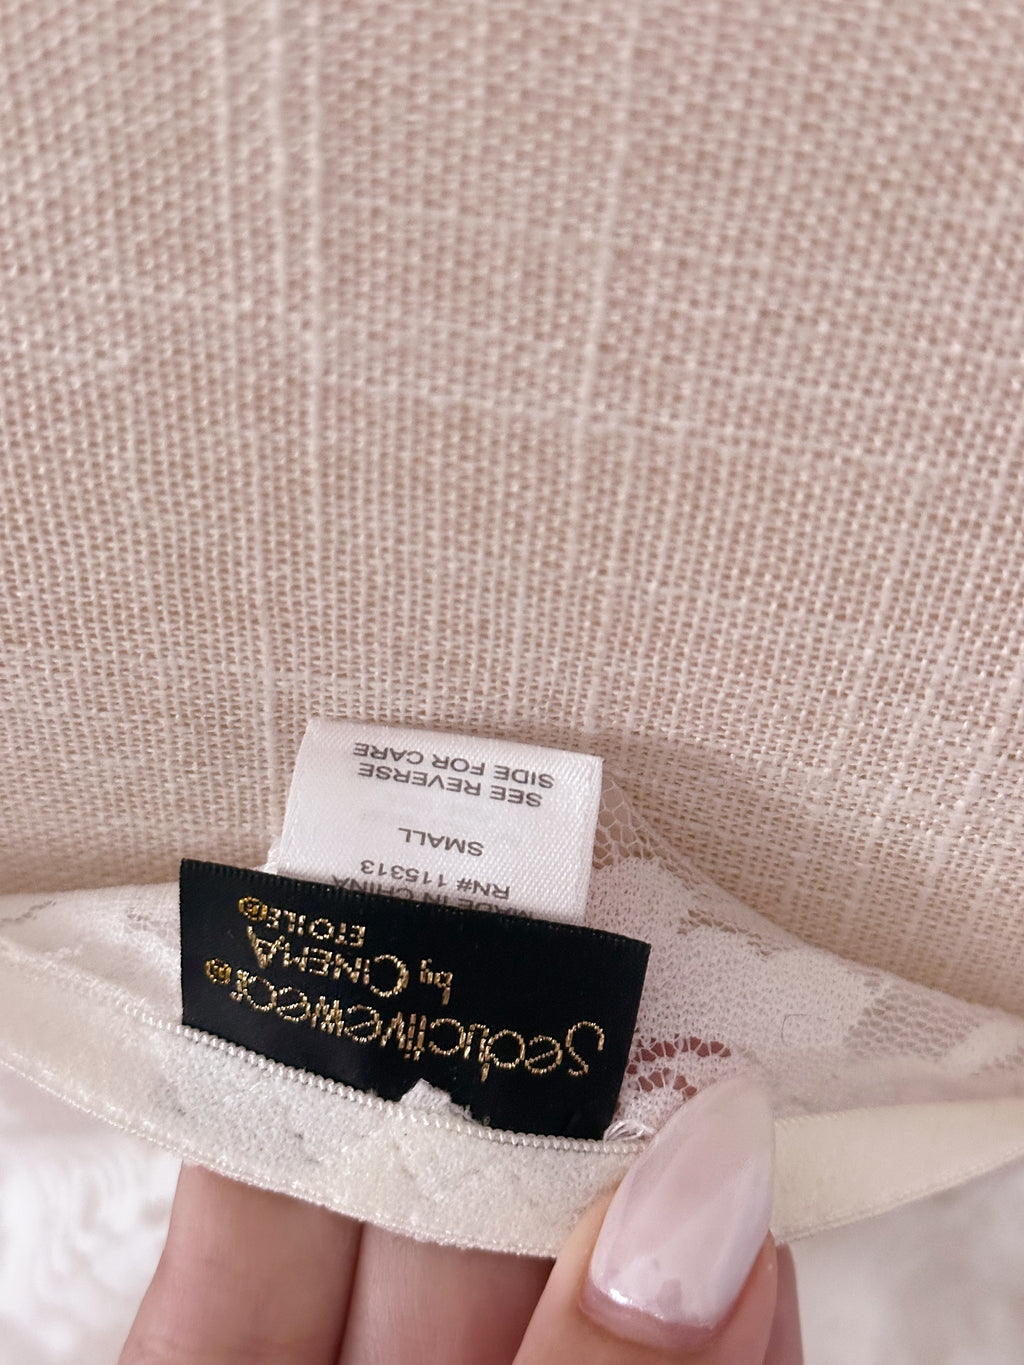 Seductivewear®
by CINEMA
ETOILE®
MADE IN CHINA
RN# 115313
SMALL
SEE REVERSE
SIDE FOR CARE